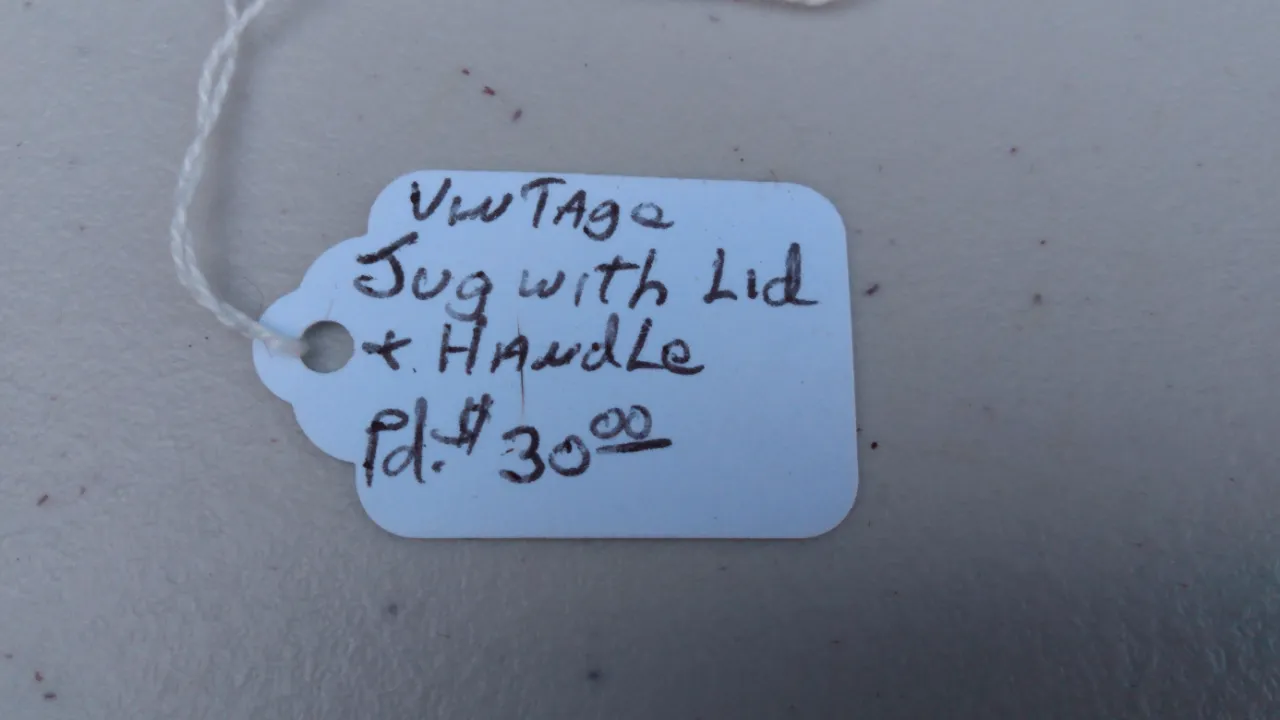 VINTAge
Jug with Lid
+ HANdLe
Pd. $30 00